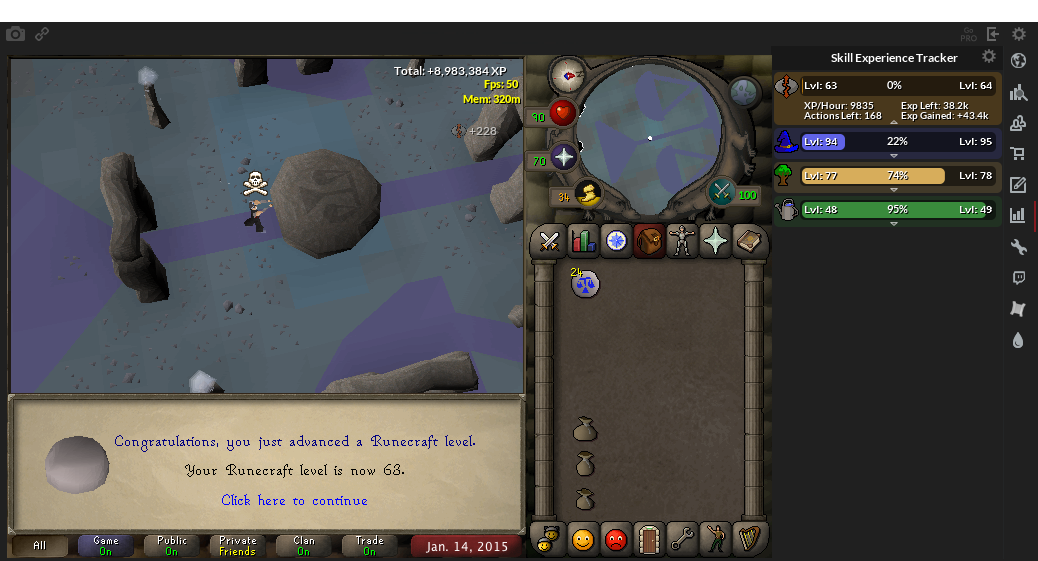 Go
PRO
Total: +8,983,384 XP
Fps: 50
Mem: 320m
+228
90
70
34
100
24
Skill Experience Tracker
Lvl: 63 0% Lvl: 64
XP/Hour: 9835 Exp Left: 38.2k
Actions Left: 168 Exp Gained: +43.4k
Lvl: 94 22% Lvl: 95
Lvl: 77 74% Lvl: 78
Lvl: 48 95% Lvl: 49
Congratulations, you just advanced a Runecraft level.
Your Runecraft level is now 63.
Click here to continue
All
Game
On
Public
On
Private
Friends
Clan
On
Trade
On
Jan. 14, 2015